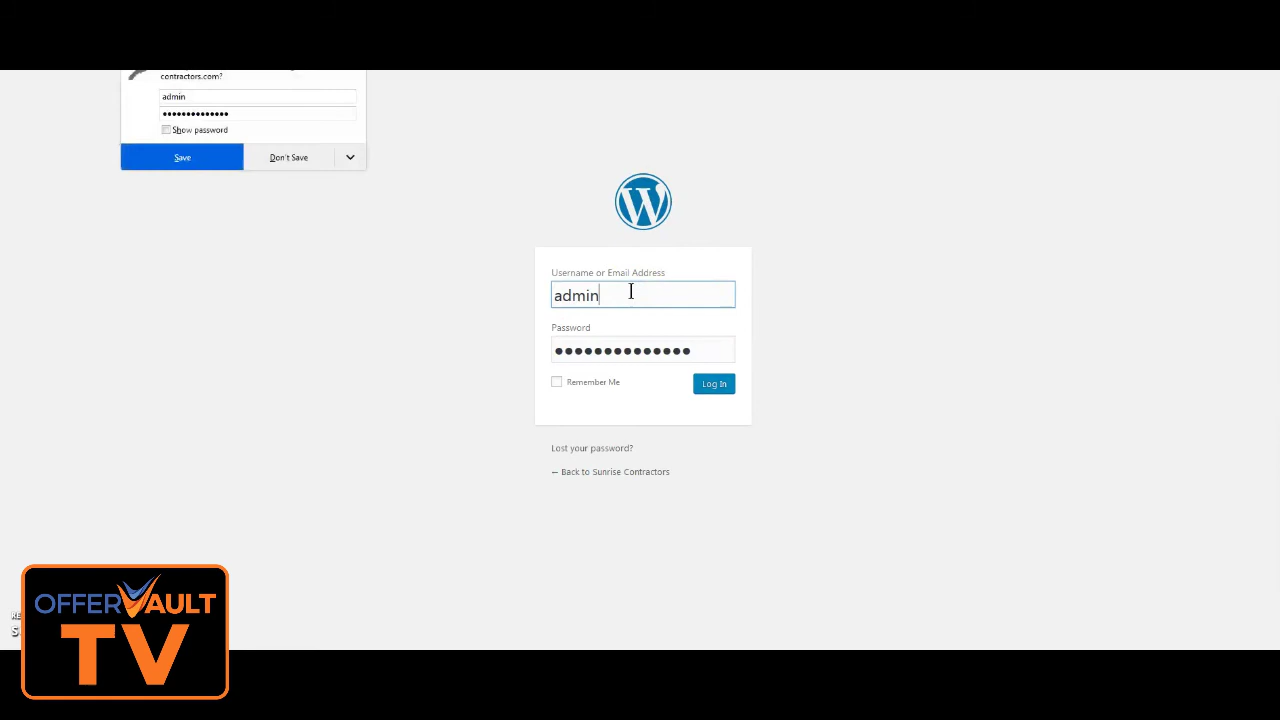 contractors.com?
admin
••••••••••••••
Show password
Save
Don't Save
Username or Email Address
admin
Password
••••••••••••••
Remember Me
Log In
Lost your password?
← Back to Sunrise Contractors
OFFERVAULT
TV